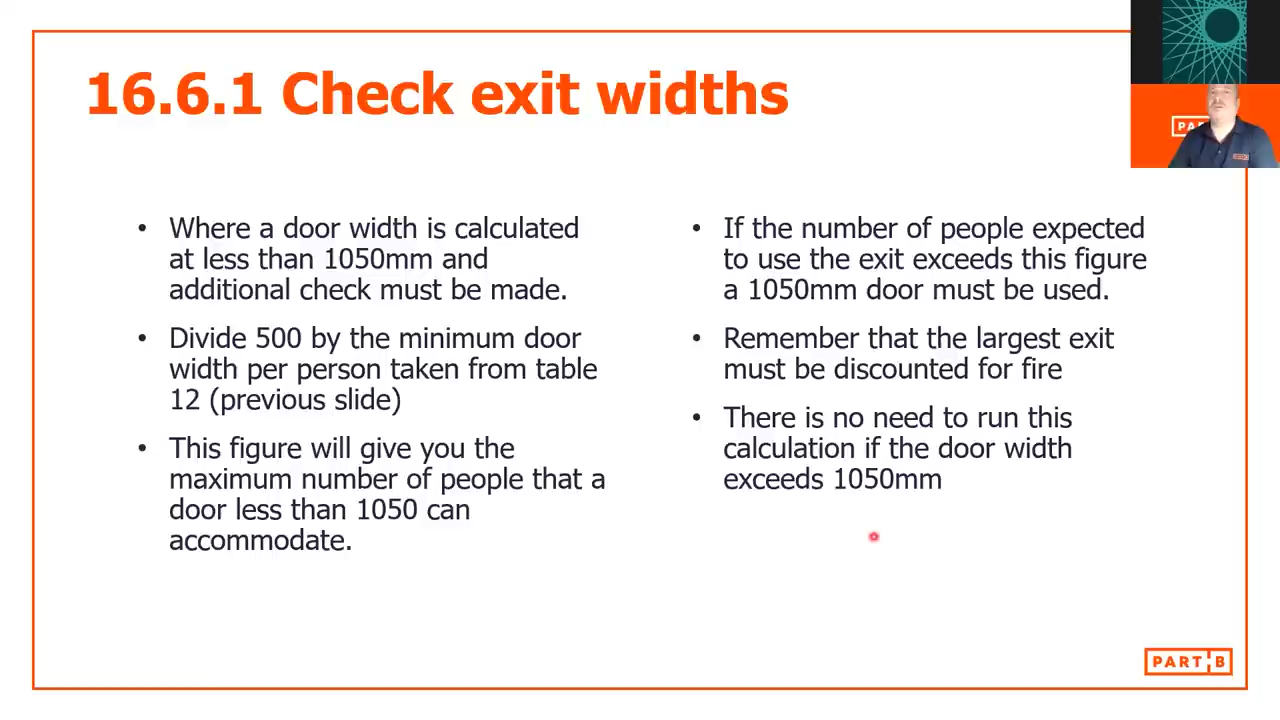 16.6.1 Check exit widths
• Where a door width is calculated
at less than 1050mm and
additional check must be made.
• Divide 500 by the minimum door
width per person taken from table
12 (previous slide)
• This figure will give you the
maximum number of people that a
door less than 1050 can
accommodate.
• If the number of people expected
to use the exit exceeds this figure
a 1050mm door must be used.
• Remember that the largest exit
must be discounted for fire
• There is no need to run this
calculation if the door width
exceeds 1050mm
PART B